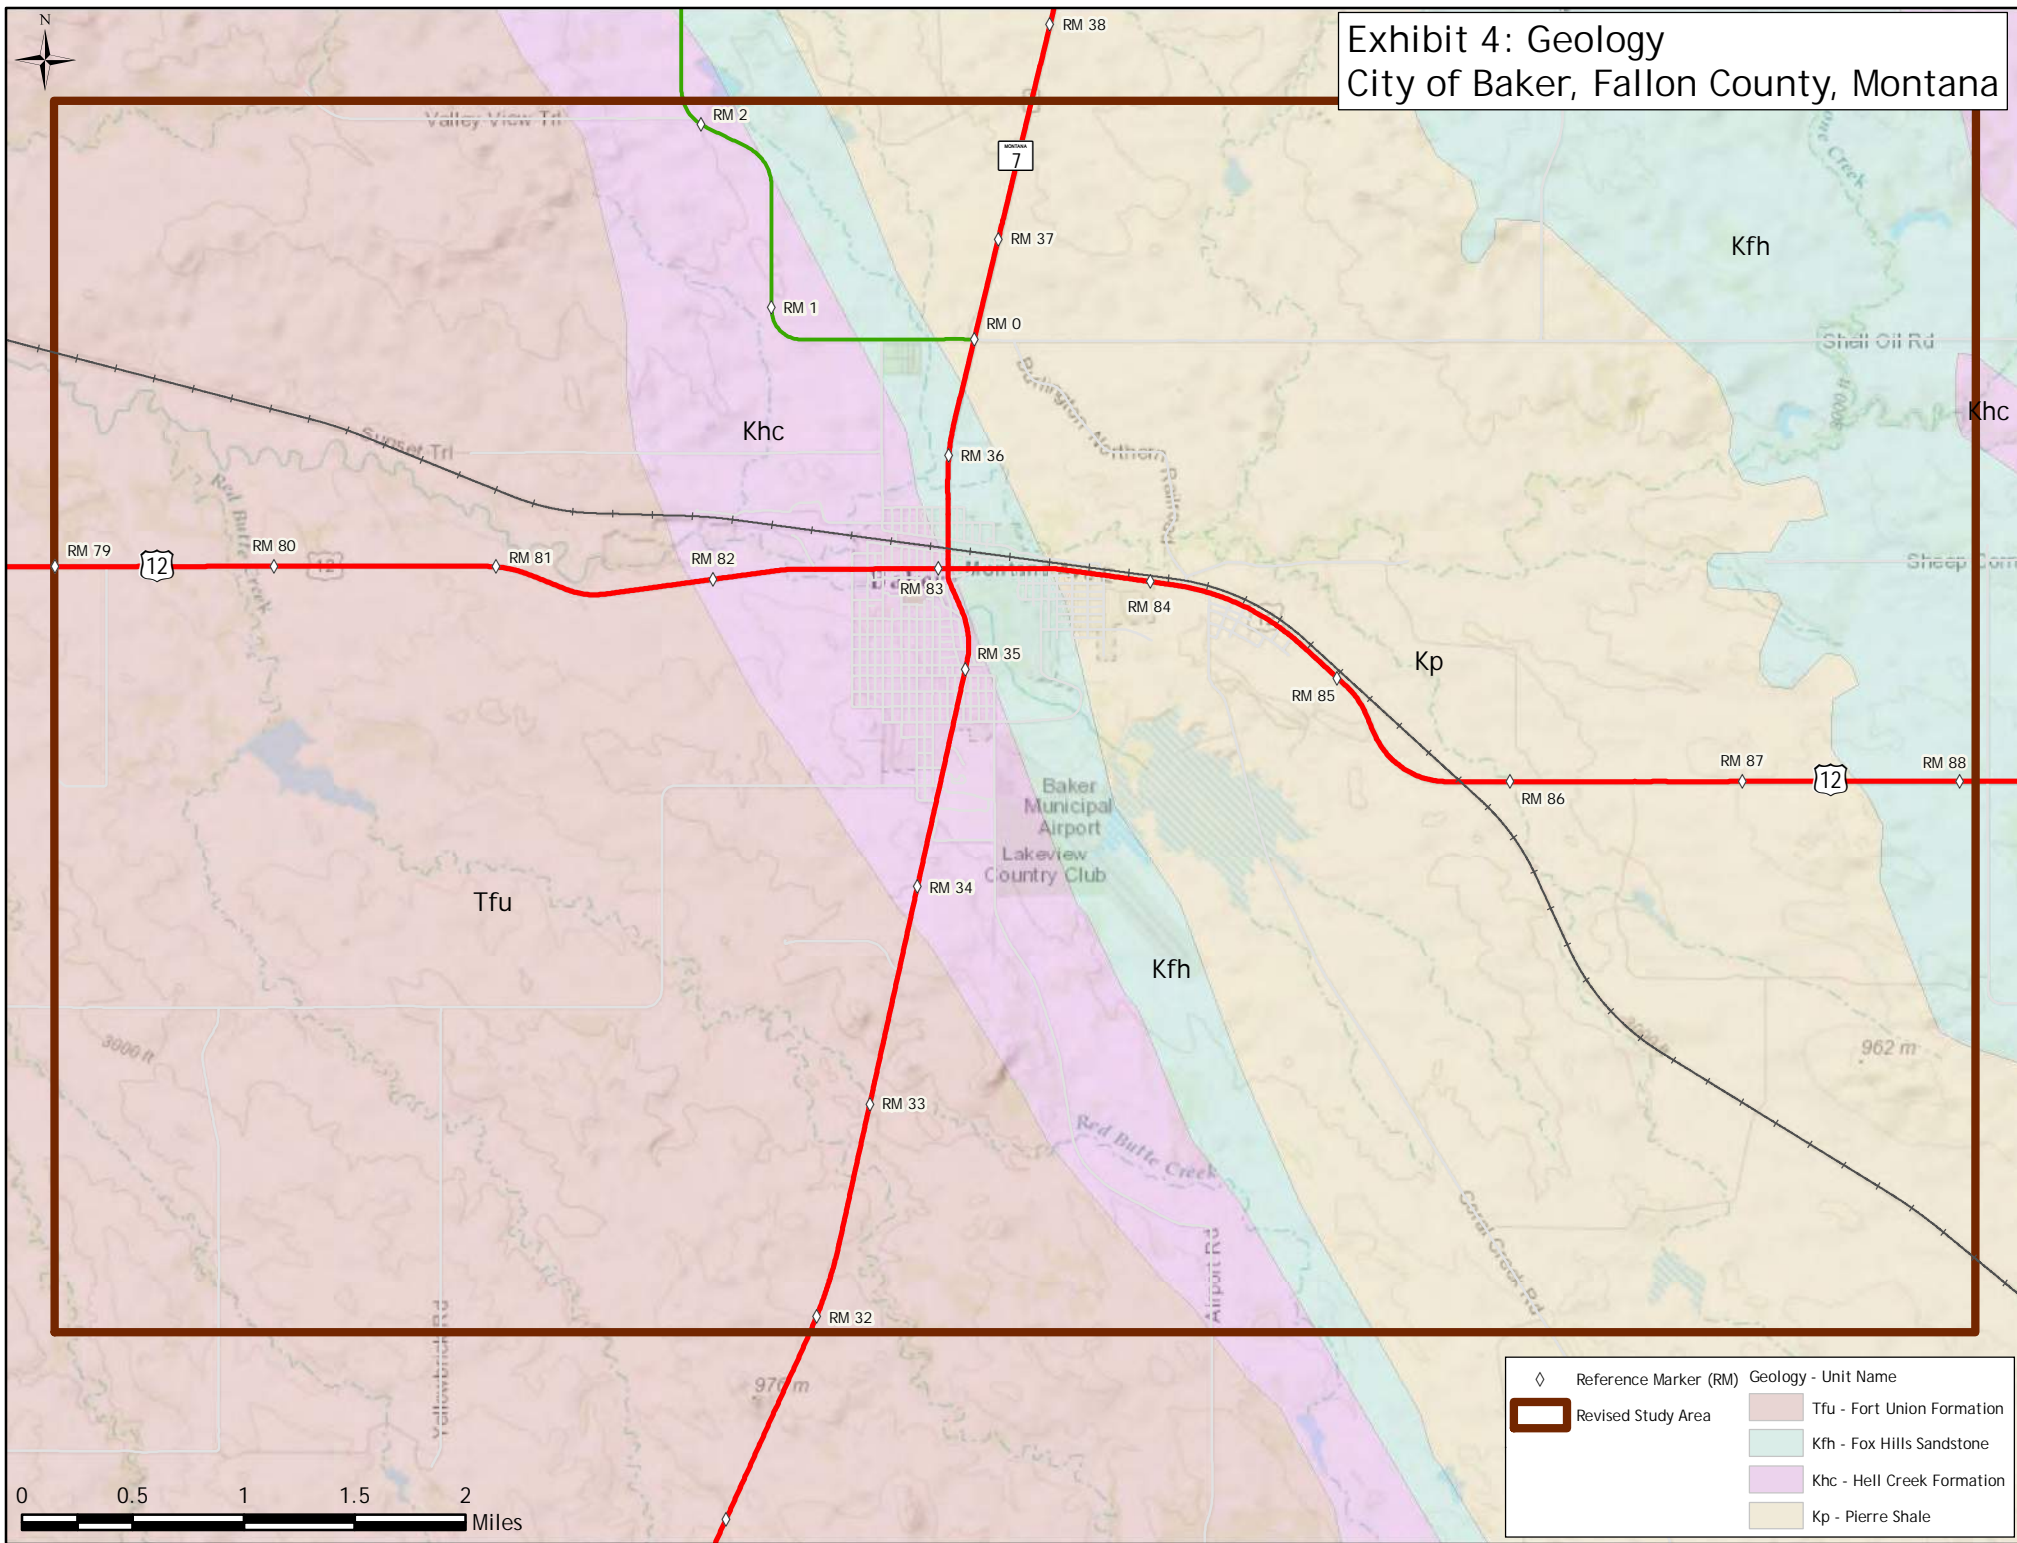 Exhibit 4: Geology
City of Baker, Fallon County, Montana
N
RM 38
Valley View Trl
RM 2
MONTANA
7
RM 37
Kfh
RM 1
RM 0
Shell Oil Rd
3000 ft
Khc
Khc
Burlington Northern Railroad
Sunset Trl
RM 36
Red Butte Creek
RM 79
12
RM 80
12
RM 81
RM 82
RM 83
RM 84
RM 35
Kp
RM 85
RM 86
RM 87
12
RM 88
Baker
Municipal
Airport
Lakeview
Country Club
RM 34
Tfu
Kfh
3000 ft
3000 ft
962 m
RM 33
Red Butte Creek
Coral Creek Rd
Airport Rd
RM 32
976 m
Reference Marker (RM)
Revised Study Area
Geology - Unit Name
Tfu - Fort Union Formation
Kfh - Fox Hills Sandstone
Khc - Hell Creek Formation
Kp - Pierre Shale
0 0.5 1 1.5 2
Miles